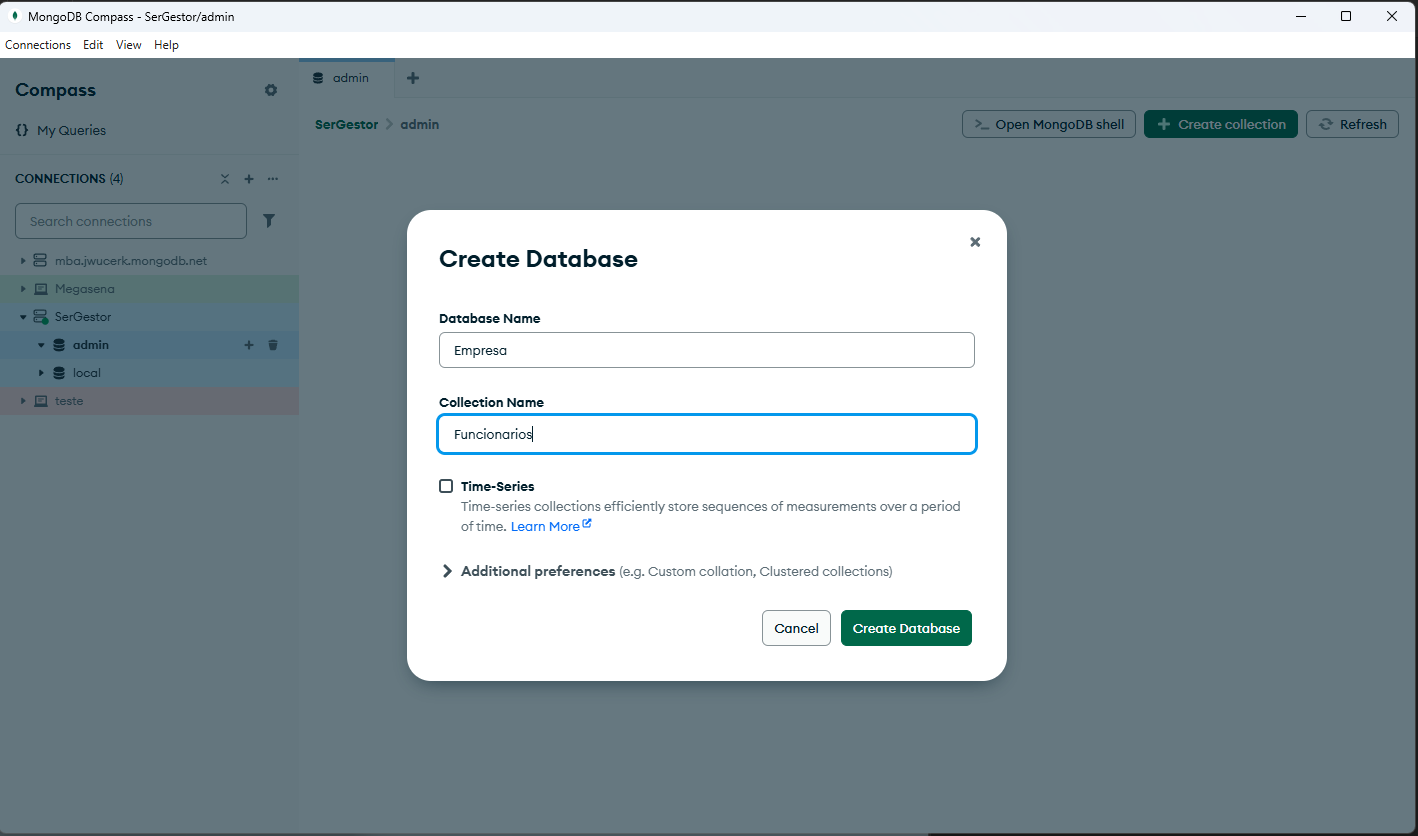 MongoDB Compass - SerGestor/admin
Connections Edit View Help
Compass
{} My Queries
CONNECTIONS (4)
Search connections
mba.jwucerk.mongodb.net
Megasena
SerGestor
admin
local
teste
admin
SerGestor > admin
>_ Open MongoDB shell
+ Create collection
Refresh
Create Database
Database Name
Empresa
Collection Name
Funcionarios
Time-Series
Time-series collections efficiently store sequences of measurements over a period
of time. Learn More
Additional preferences (e.g. Custom collation, Clustered collections)
Cancel
Create Database